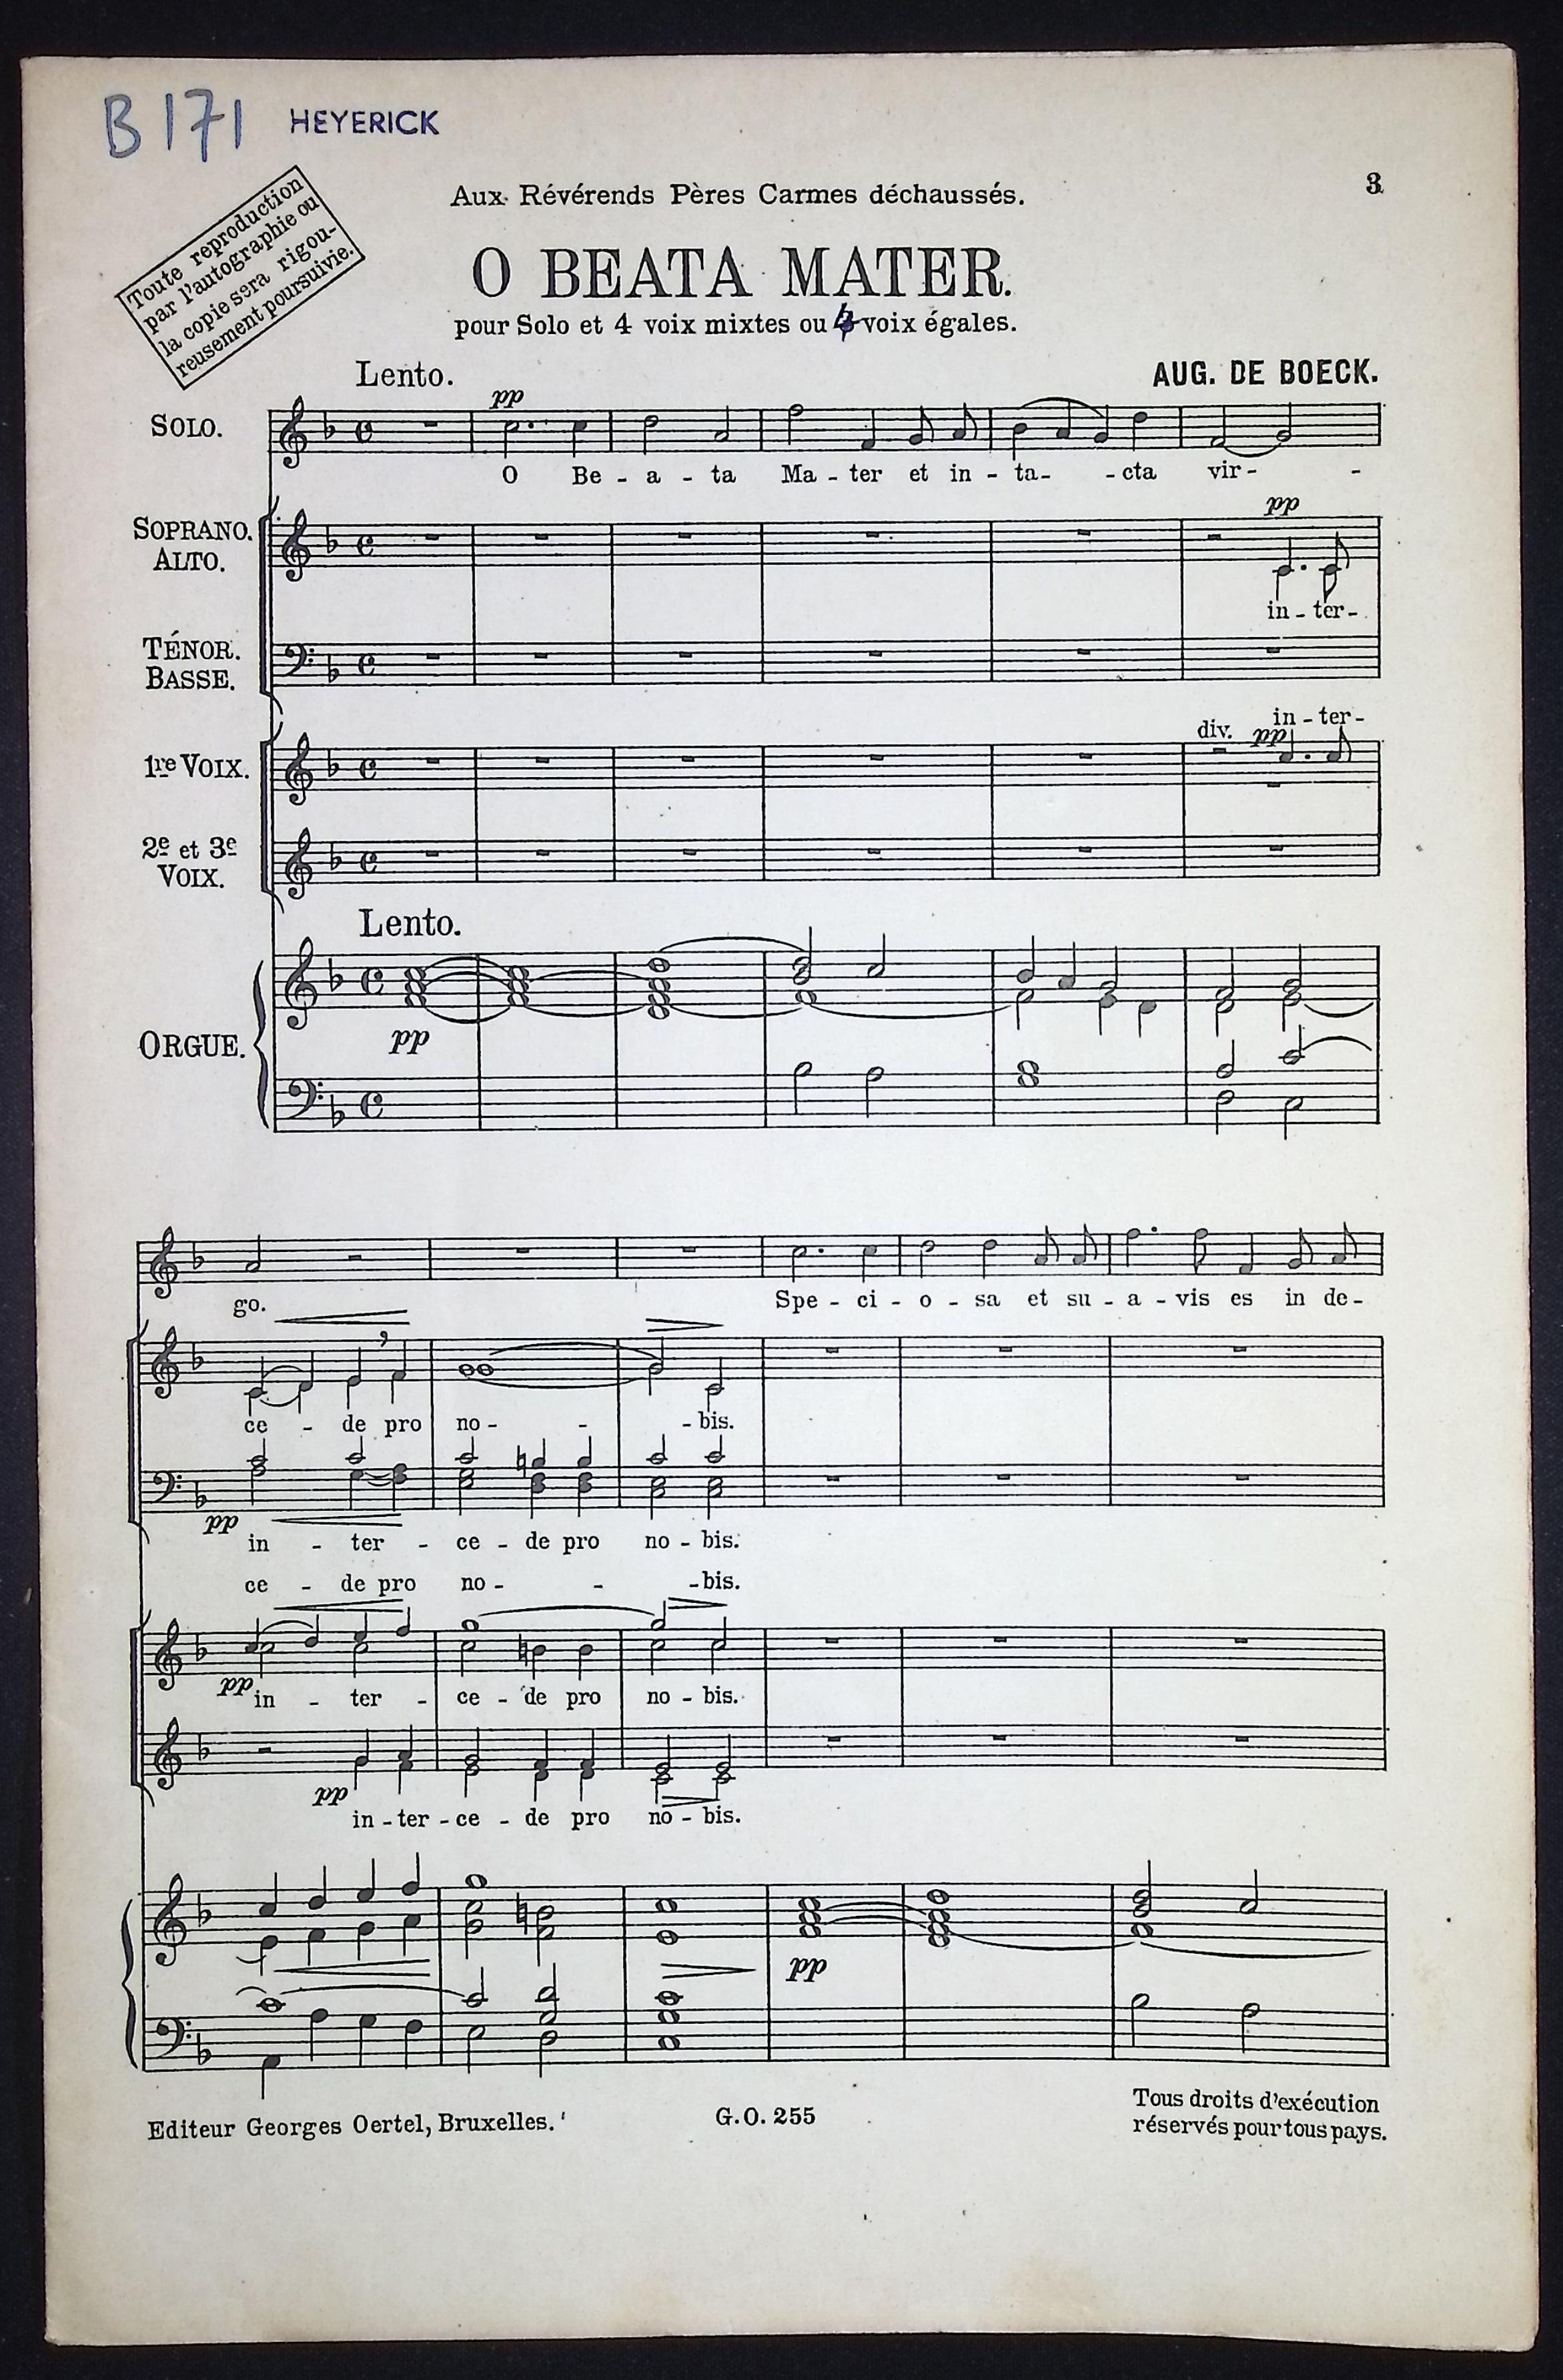 B 171 HEYERICK
Toute reproduction
par l'autographie ou
la copie sera rigou-
reusement poursuivie.
Aux Révérends Pères Carmes déchaussés.
3
O BEATA MATER.
pour Solo et 4 voix mixtes ou 4 voix égales.
Lento.
AUG. DE BOECK.
SOLO.
pp
O Be - a - ta Ma - ter et in - ta - - cta vir - -
SOPRANO.
ALTO.
pp
in - ter -
TÉNOR.
BASSE.
in - ter -
div. pp
1re VOIX.
2e et 3e
VOIX.
Lento.
ORGUE.
pp
go.
Spe - ci - o - sa et su - a - vis es in de -
ce - de pro no - - - bis.
pp
in - ter - ce - de pro no - bis.
ce - de pro no - - - bis.
pp
in - ter - ce - de pro no - bis.
pp
in - ter - ce - de pro no - bis.
pp
Editeur Georges Oertel, Bruxelles.
G.O. 255
Tous droits d'exécution
réservés pour tous pays.